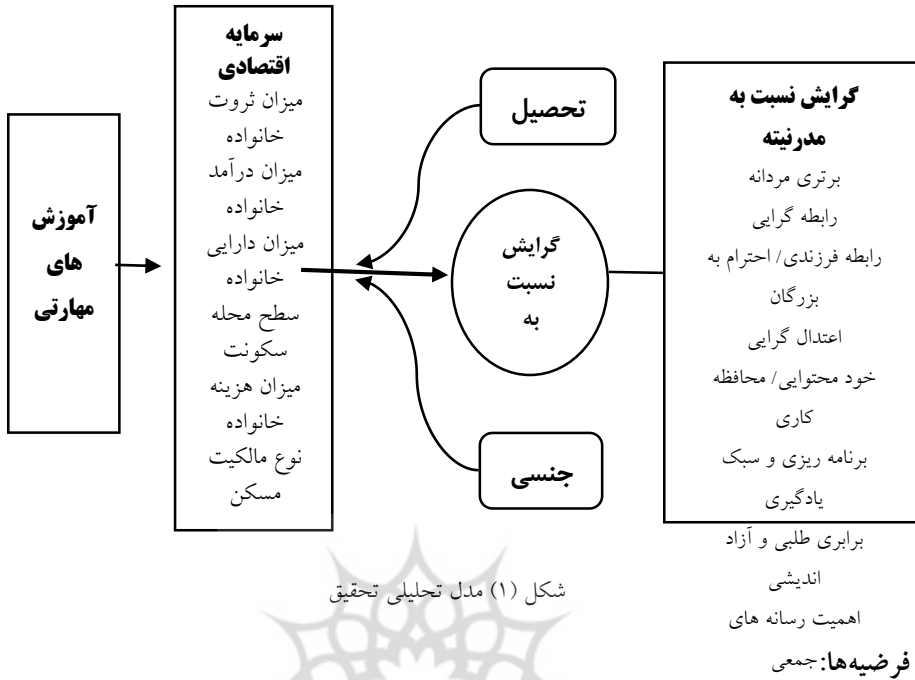 آموزش
های
مهارتی
سرمایه
اقتصادی
میزان ثروت
خانواده
میزان درآمد
خانواده
میزان دارایی
خانواده
سطح محله
سکونت
میزان هزینه
خانواده
نوع مالکیت
مسکن
تحصیل
گرایش
نسبت
به
جنسی
گرایش نسبت به
مدرنیته
برتری مردانه
رابطه گرایی
رابطه فرزندی/ احترام به
بزرگان
اعتدال گرایی
خود محتوایی/ محافظه
کاری
برنامه ریزی و سبک
یادگیری
برابری طلبی و آزاد
اندیشی
اهمیت رسانه های
جمعی
شکل (۱) مدل تحلیلی تحقیق
فرضیه‌ها: